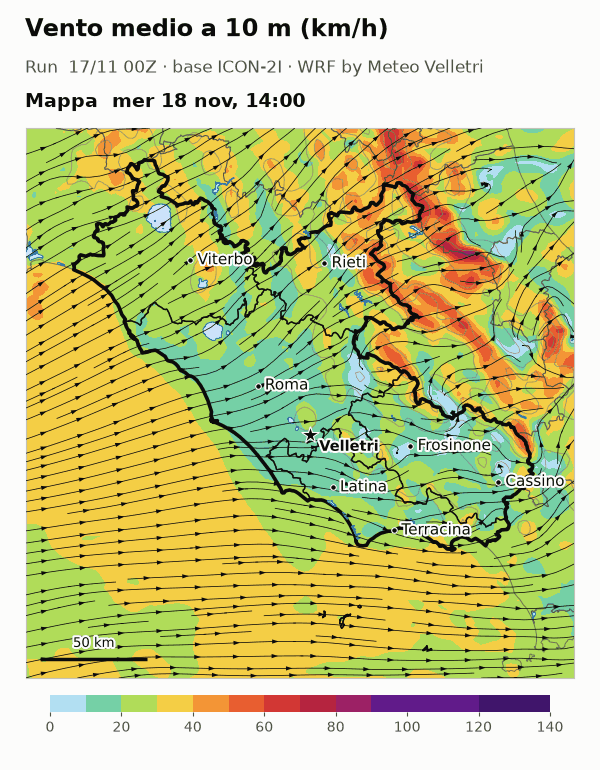 Vento medio a 10 m (km/h)
Run  17/11 00Z · base ICON-2I · WRF by Meteo Velletri
Mappa  mer 18 nov, 14:00
Viterbo
Rieti
Roma
Velletri
Frosinone
Latina
Cassino
Terracina
50 km
0 20 40 60 80 100 120 140